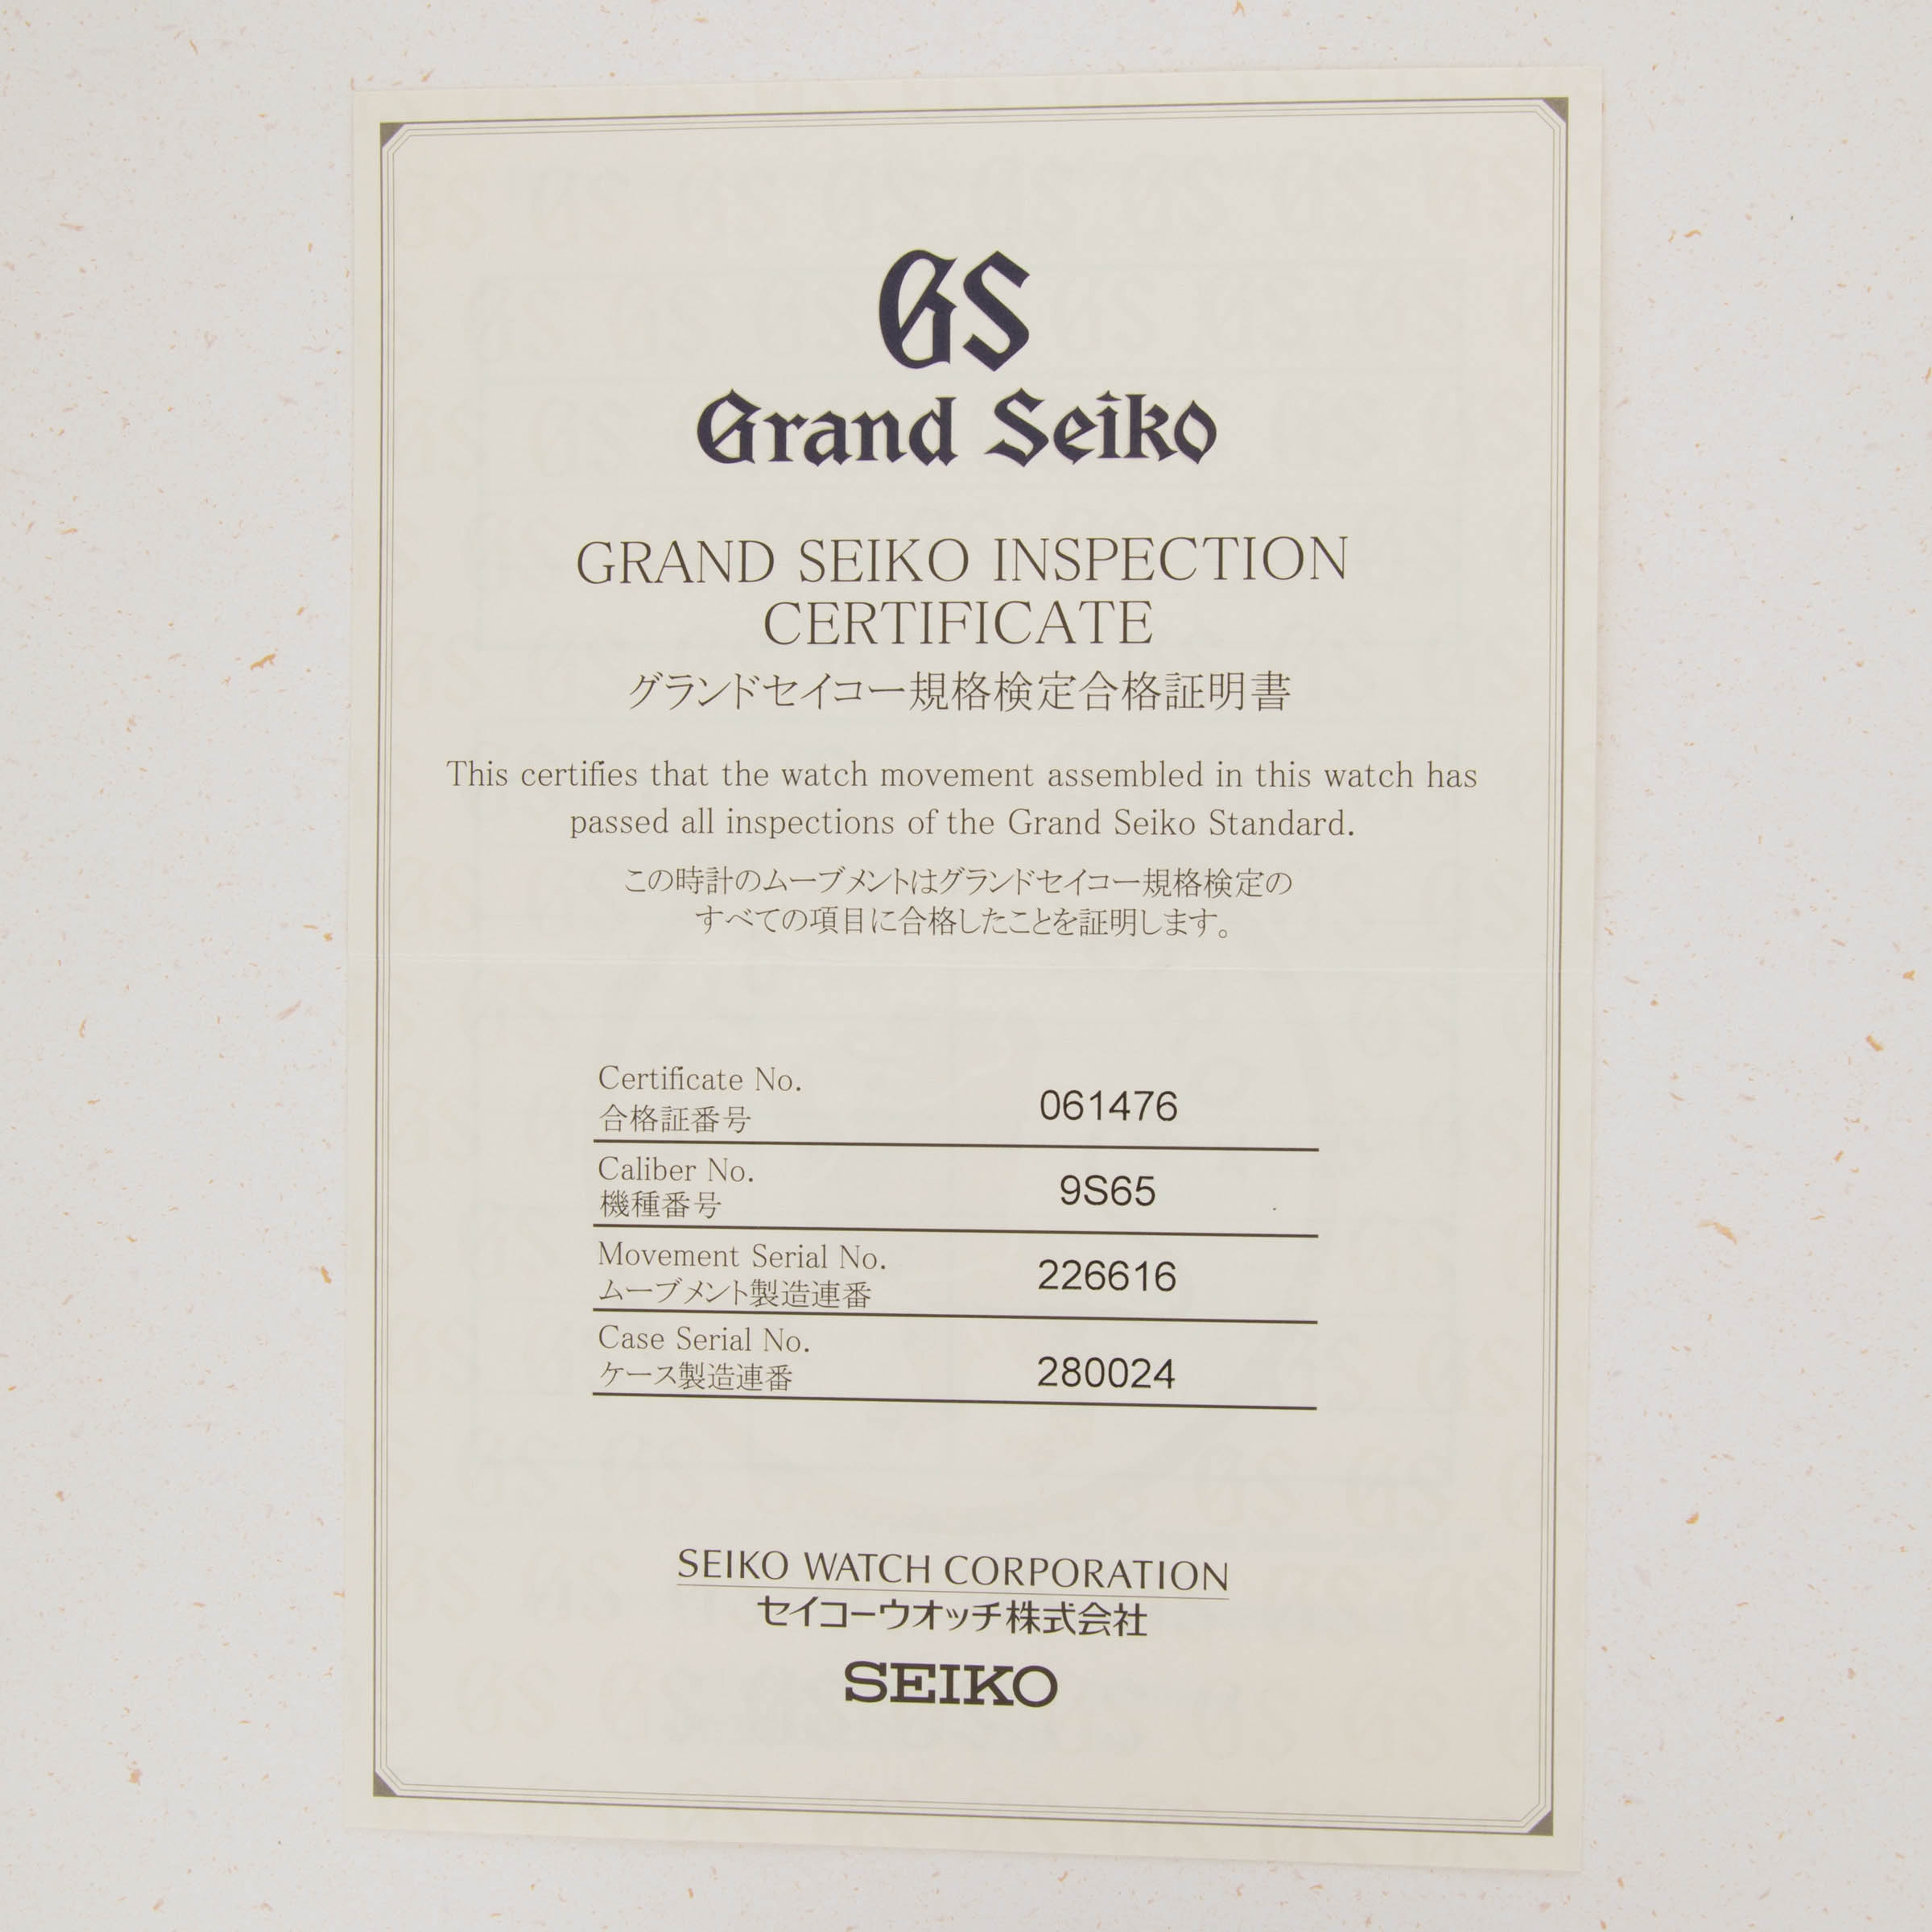 GS
Grand Seiko
GRAND SEIKO INSPECTION
CERTIFICATE
グランドセイコー規格検定合格証明書
This certifies that the watch movement assembled in this watch has
passed all inspections of the Grand Seiko Standard.
この時計のムーブメントはグランドセイコー規格検定の
すべての項目に合格したことを証明します。
Certificate No.
合格証番号 061476
Caliber No.
機種番号 9S65
Movement Serial No.
ムーブメント製造連番 226616
Case Serial No.
ケース製造連番 280024
SEIKO WATCH CORPORATION
セイコーウオッチ株式会社
SEIKO